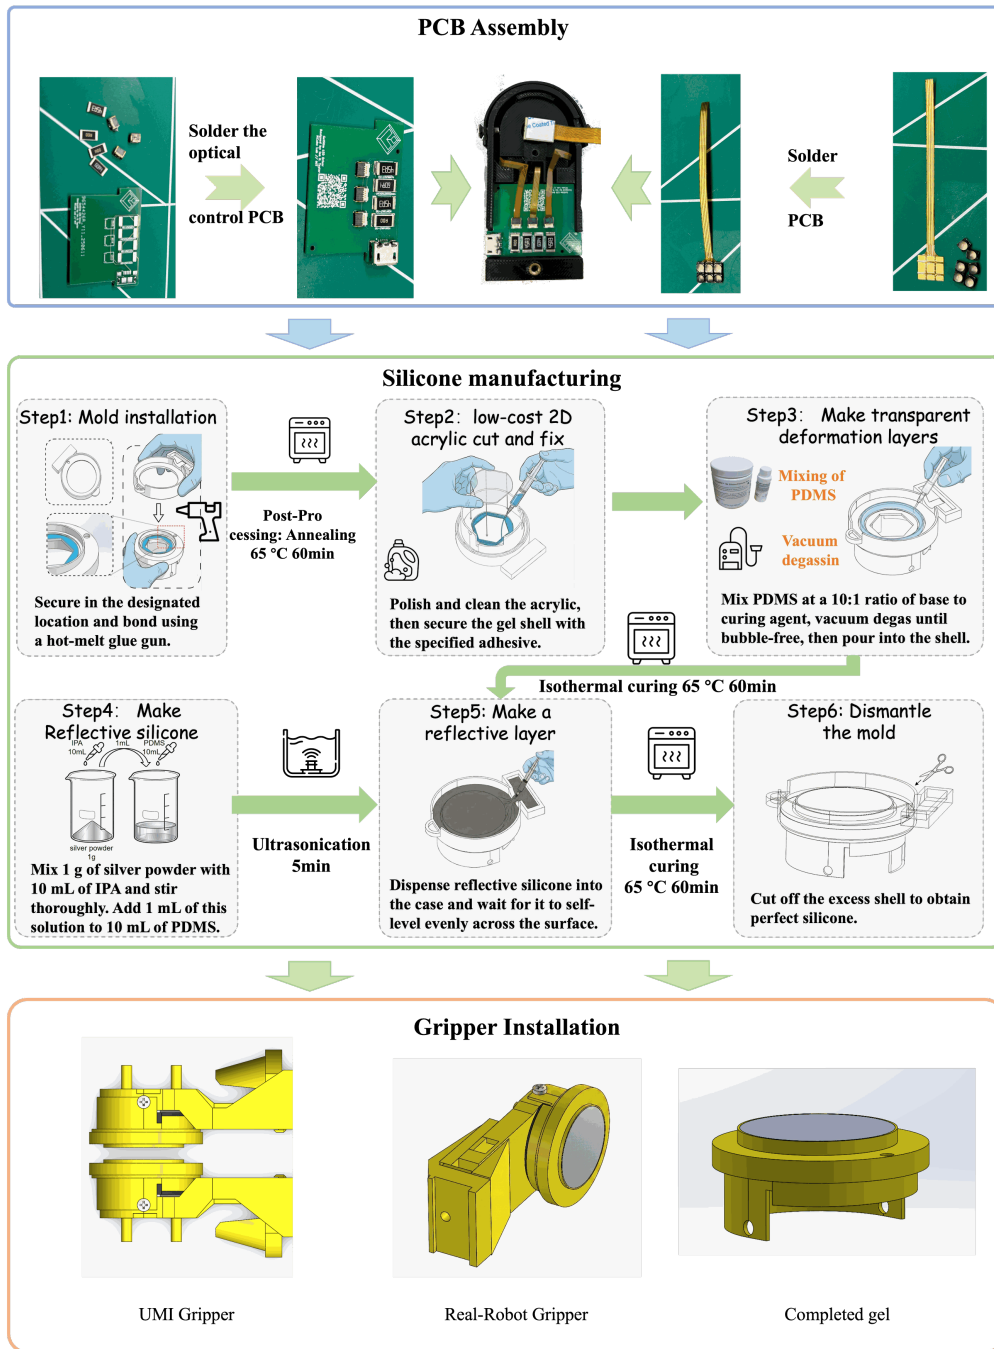 PCB Assembly
Solder the
optical
control PCB
Solder
PCB
Silicone manufacturing
Step1: Mold installation
Secure in the designated
location and bond using
a hot-melt glue gun.
Post-Pro
cessing: Annealing
65 °C 60min
Step2: low-cost 2D
acrylic cut and fix
Polish and clean the acrylic,
then secure the gel shell with
the specified adhesive.
Step3: Make transparent
deformation layers
Mixing of
PDMS
Vacuum
degassin
Mix PDMS at a 10:1 ratio of base to
curing agent, vacuum degas until
bubble-free, then pour into the shell.
Isothermal curing 65 °C 60min
Step4: Make
Reflective silicone
IPA
10mL
1mL
PDMS
10mL
silver powder
1g
Mix 1 g of silver powder with
10 mL of IPA and stir
thoroughly. Add 1 mL of this
solution to 10 mL of PDMS.
Ultrasonication
5min
Step5: Make a
reflective layer
Dispense reflective silicone into
the case and wait for it to self-
level evenly across the surface.
Isothermal
curing
65 °C 60min
Step6: Dismantle
the mold
Cut off the excess shell to obtain
perfect silicone.
Gripper Installation
UMI Gripper
Real-Robot Gripper
Completed gel